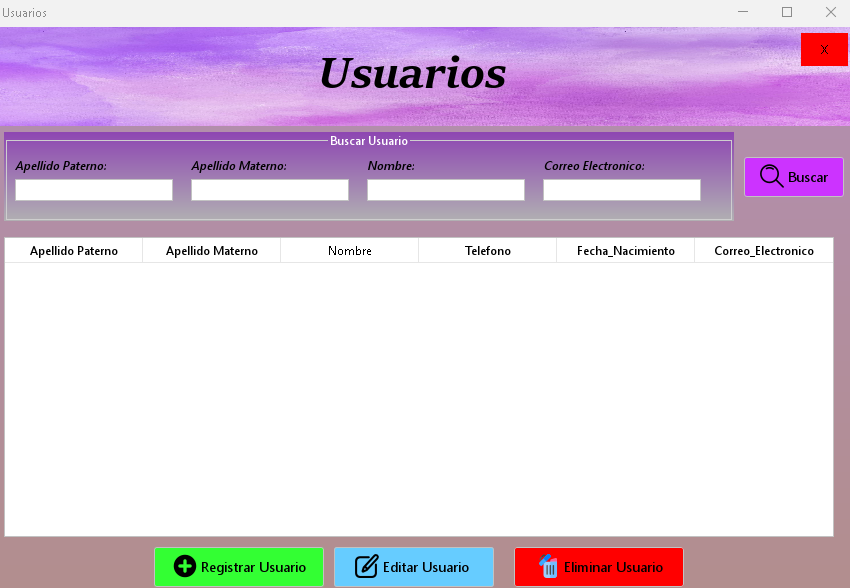 Usuarios
Usuarios
X
Buscar Usuario
Apellido Paterno: Apellido Materno: Nombre: Correo Electronico:
Buscar
Apellido Paterno Apellido Materno Nombre Telefono Fecha_Nacimiento Correo_Electronico
Registrar Usuario Editar Usuario Eliminar Usuario